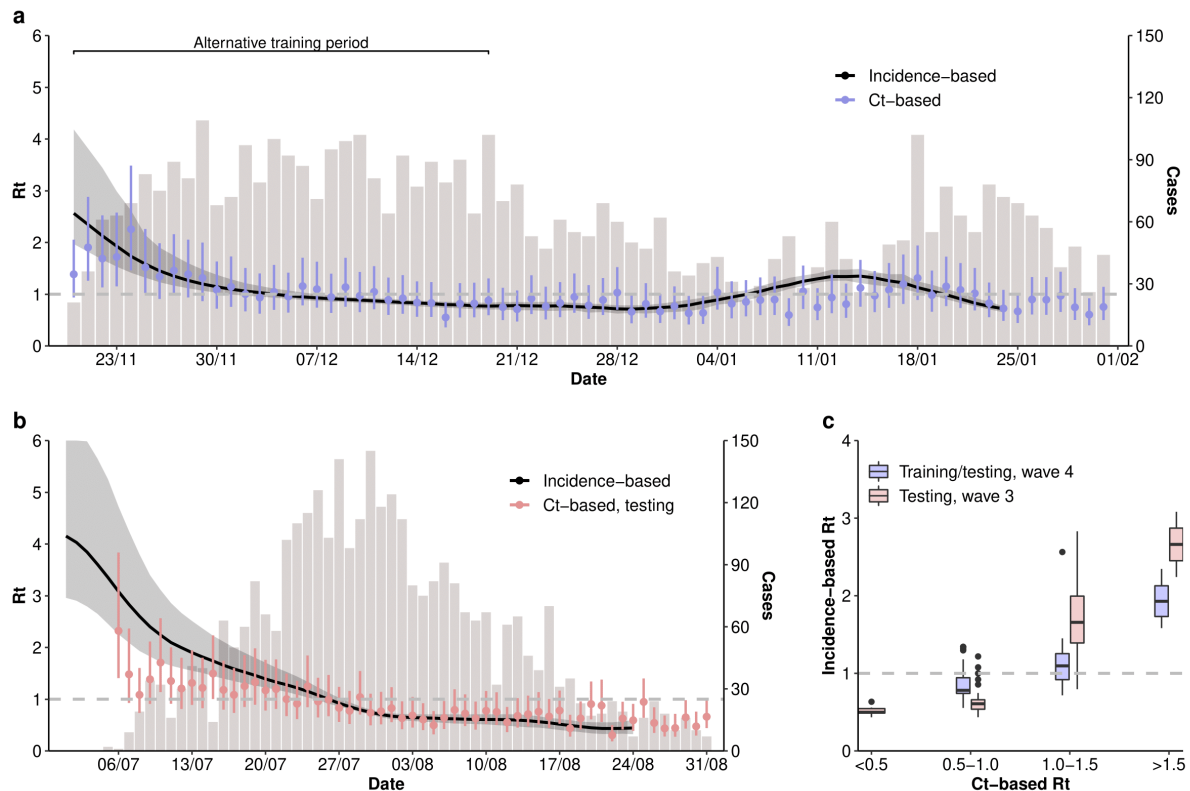 a
Alternative training period
Incidence−based
Ct−based
6
5
4
3
2
1
0
Rt
150
120
90
60
30
0
Cases
23/11 30/11 07/12 14/12 21/12 28/12 04/01 11/01 18/01 25/01 01/02
Date
b
Incidence−based
Ct−based, testing
6
5
4
3
2
1
0
Rt
150
120
90
60
30
0
Cases
06/07 13/07 20/07 27/07 03/08 10/08 17/08 24/08 31/08
Date
c
Training/testing, wave 4
Testing, wave 3
4
3
2
1
0
Incidence−based Rt
<0.5 0.5−1.0 1.0−1.5 >1.5
Ct−based Rt